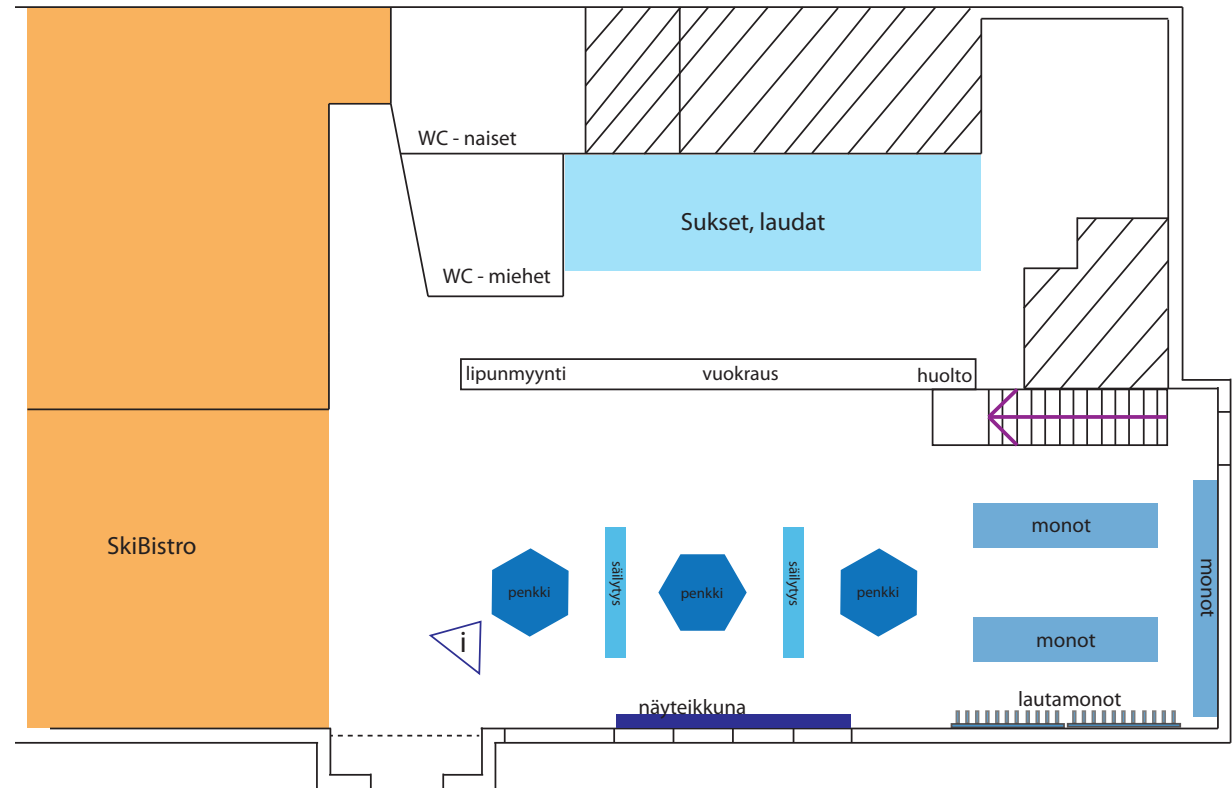 WC - naiset
Sukset, laudat
WC - miehet
lipunmyynti vuokraus huolto
SkiBistro
monot
monot
säilytys
säilytys
penkki
penkki
penkki
i
monot
lautamonot
näyteikkuna